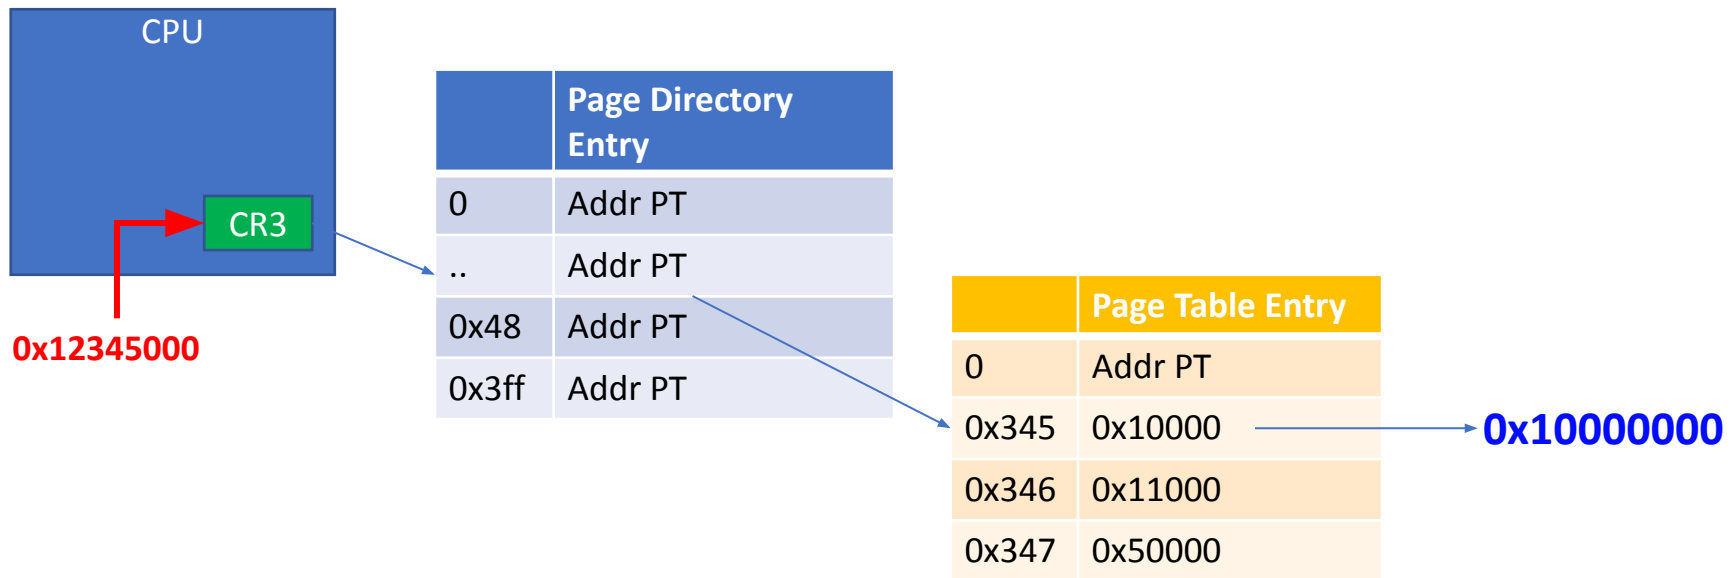 CPU
CR3
0x12345000
Page Directory
Entry
0 Addr PT
.. Addr PT
0x48 Addr PT
0x3ff Addr PT
Page Table Entry
0 Addr PT
0x345 0x10000
0x346 0x11000
0x347 0x50000
0x10000000